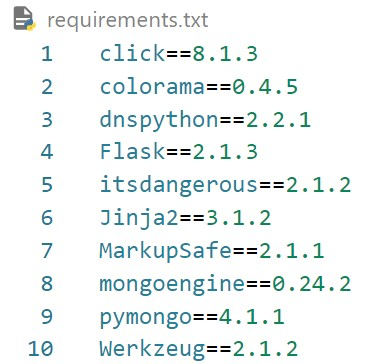 requirements.txt
1 click==8.1.3
2 colorama==0.4.5
3 dnspython==2.2.1
4 Flask==2.1.3
5 itsdangerous==2.1.2
6 Jinja2==3.1.2
7 MarkupSafe==2.1.1
8 mongoengine==0.24.2
9 pymongo==4.1.1
10 Werkzeug==2.1.2